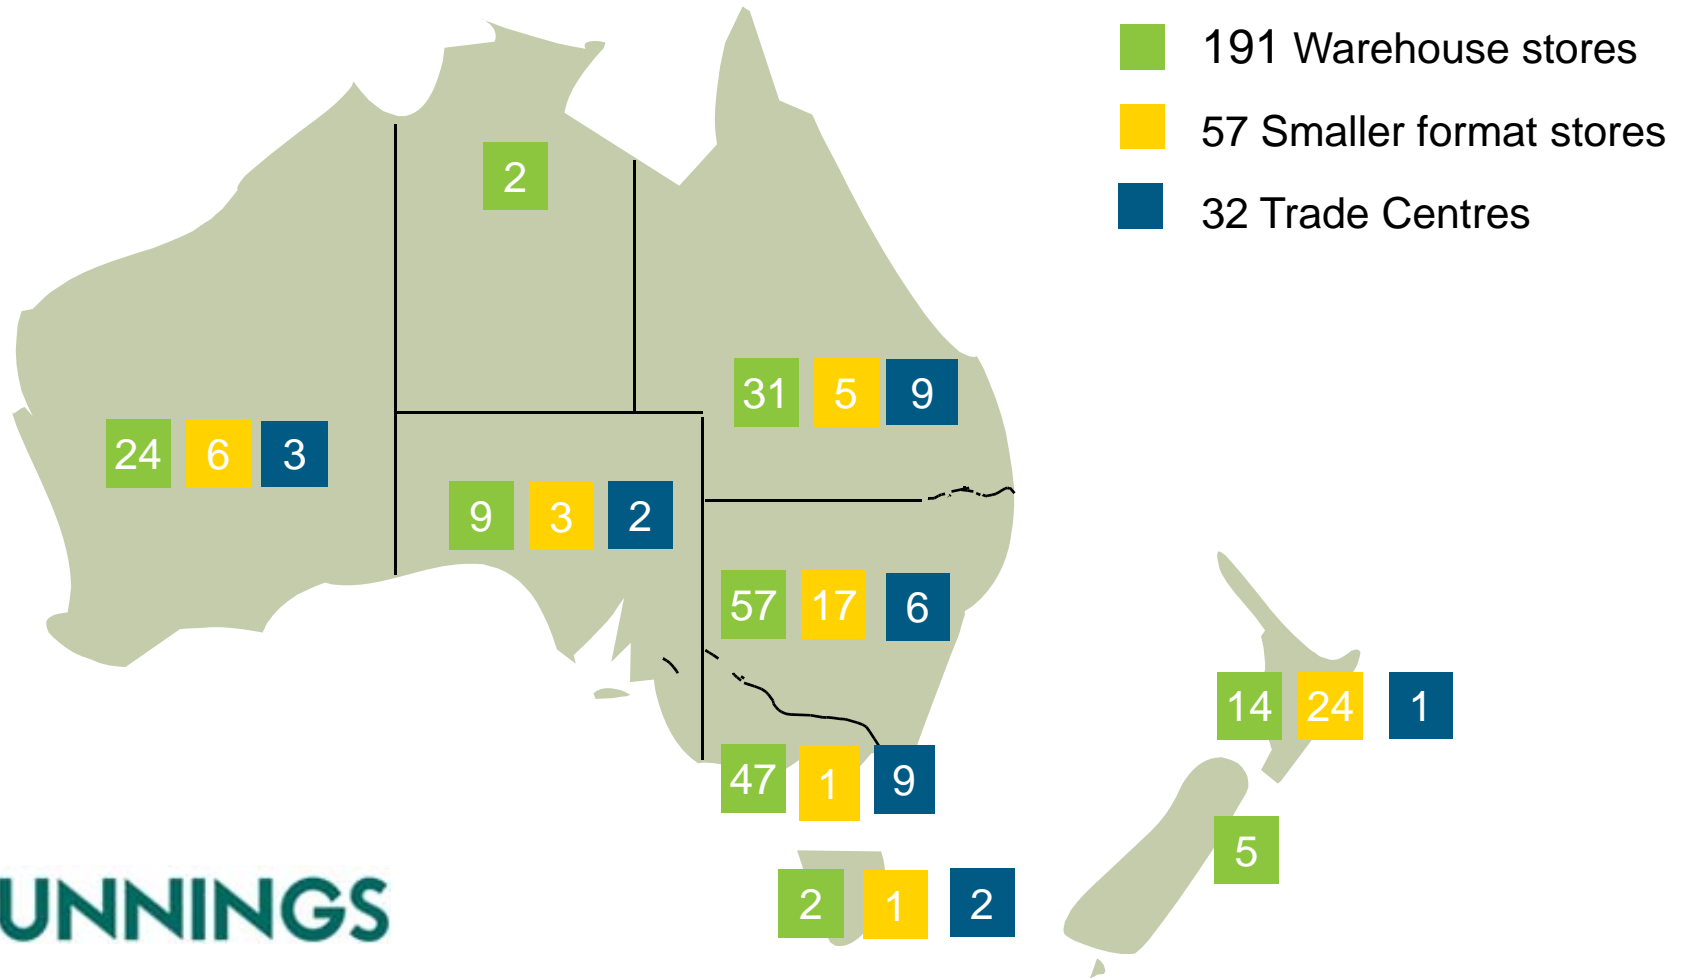 191 Warehouse stores
57 Smaller format stores
32 Trade Centres
2
31 5 9
24 6 3
9 3 2
57 17 6
14 24 1
47 1 9
5
2 1 2
UNNINGS